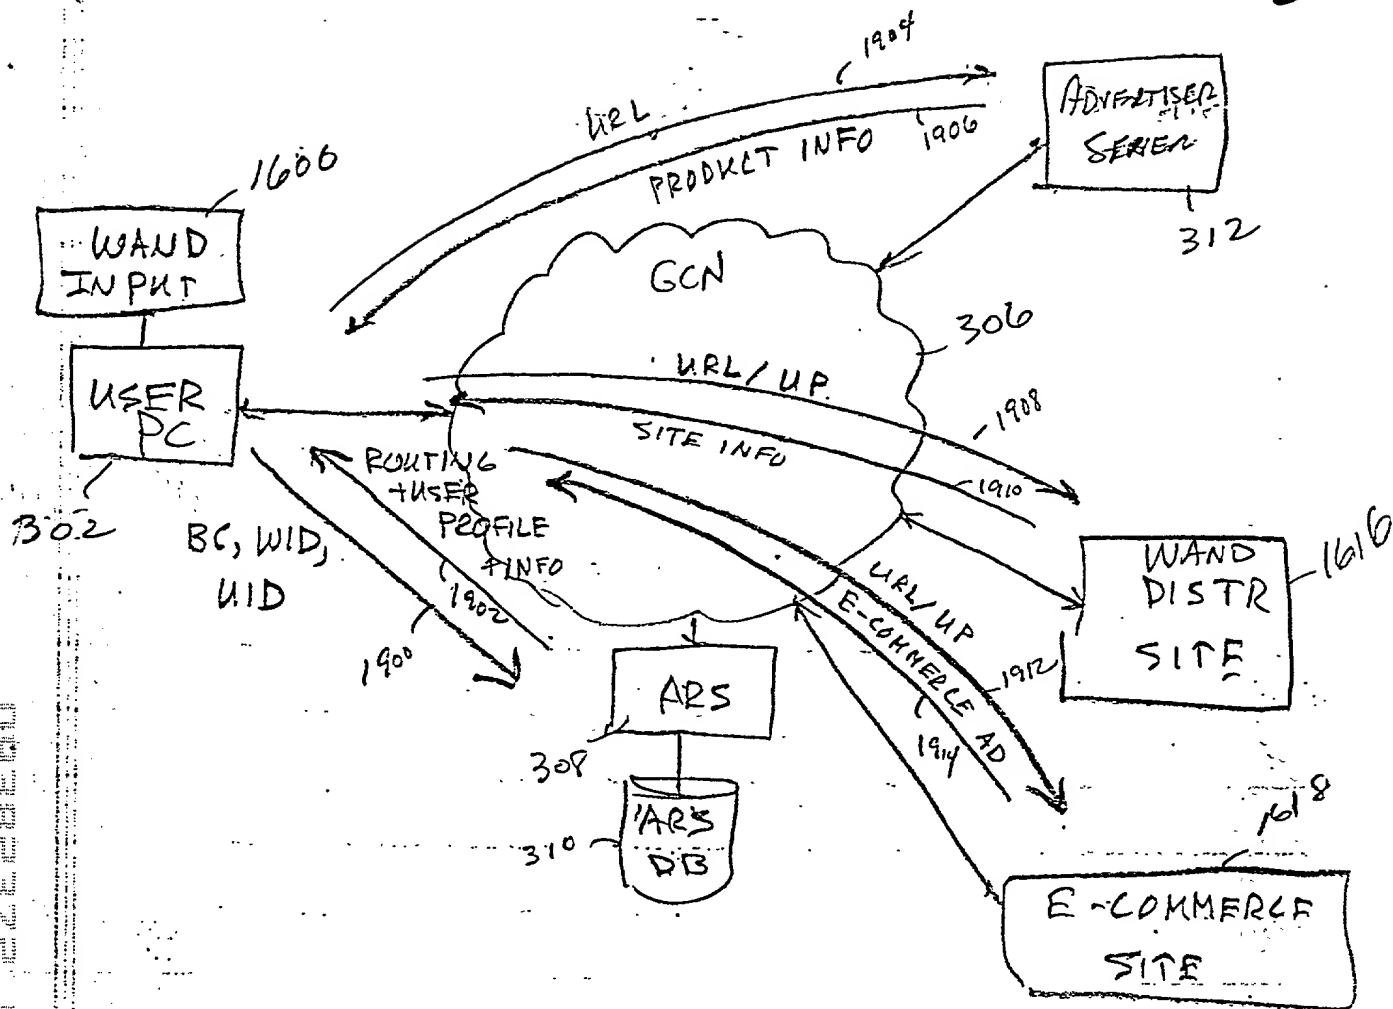 1904
URL
1906
PRODUCT INFO
ADVERTISER
SERVER
312
1600
WAND
INPUT
GCN
306
USER
PC
302
URL/UP
1908
SITE INFO
1910
ROUTING
+USER
PROFILE
+INFO
1902
BC, WID,
UID
1900
WAND
DISTR
SITE
1616
URL/UP
1912
E-COMMERCE AD
1914
ARS
308
ARS
DB
310
1618
E-COMMERCE
SITE